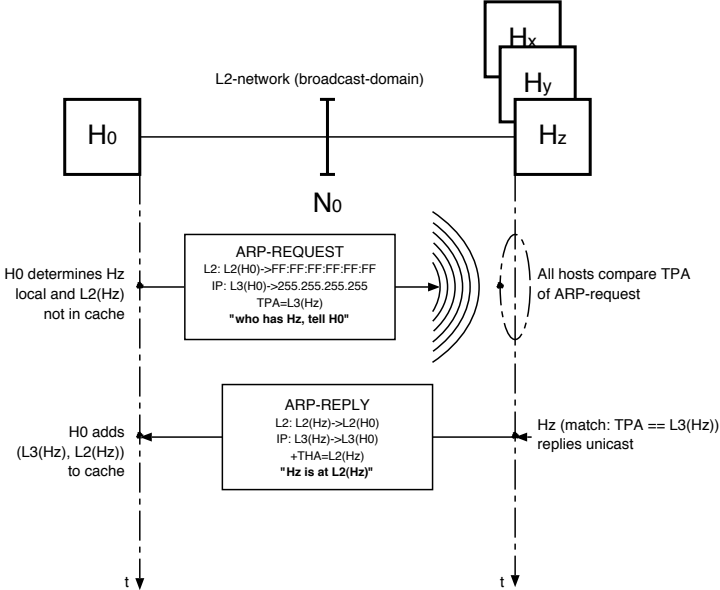 Hx
L2-network (broadcast-domain)
Hy
H0
Hz
N0
ARP-REQUEST
L2: L2(H0)->FF:FF:FF:FF:FF:FF
IP: L3(H0)->255.255.255.255
TPA=L3(Hz)
"who has Hz, tell H0"
H0 determines Hz
local and L2(Hz)
not in cache
All hosts compare TPA
of ARP-request
ARP-REPLY
L2: L2(Hz)->L2(H0)
IP: L3(Hz)->L3(H0)
+THA=L2(Hz)
"Hz is at L2(Hz)"
H0 adds
(L3(Hz), L2(Hz))
to cache
Hz (match: TPA == L3(Hz))
replies unicast
t
t